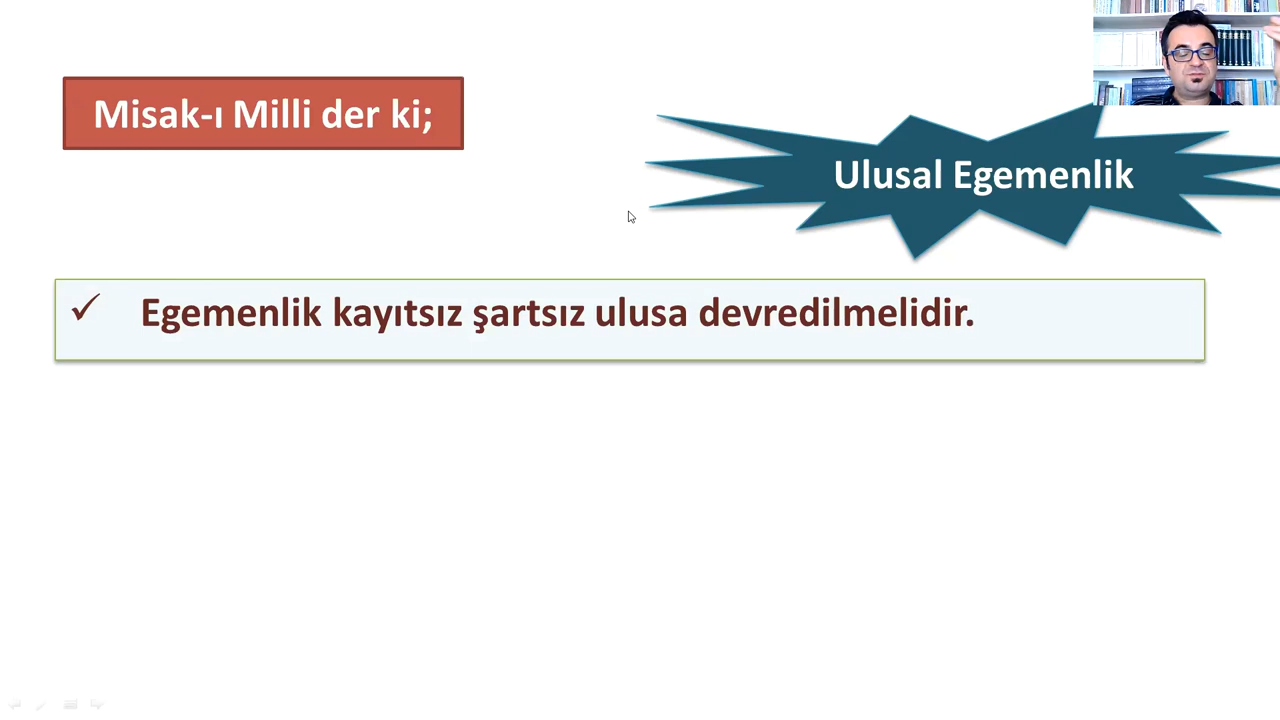 Misak-ı Milli der ki;
Ulusal Egemenlik
✓ Egemenlik kayıtsız şartsız ulusa devredilmelidir.